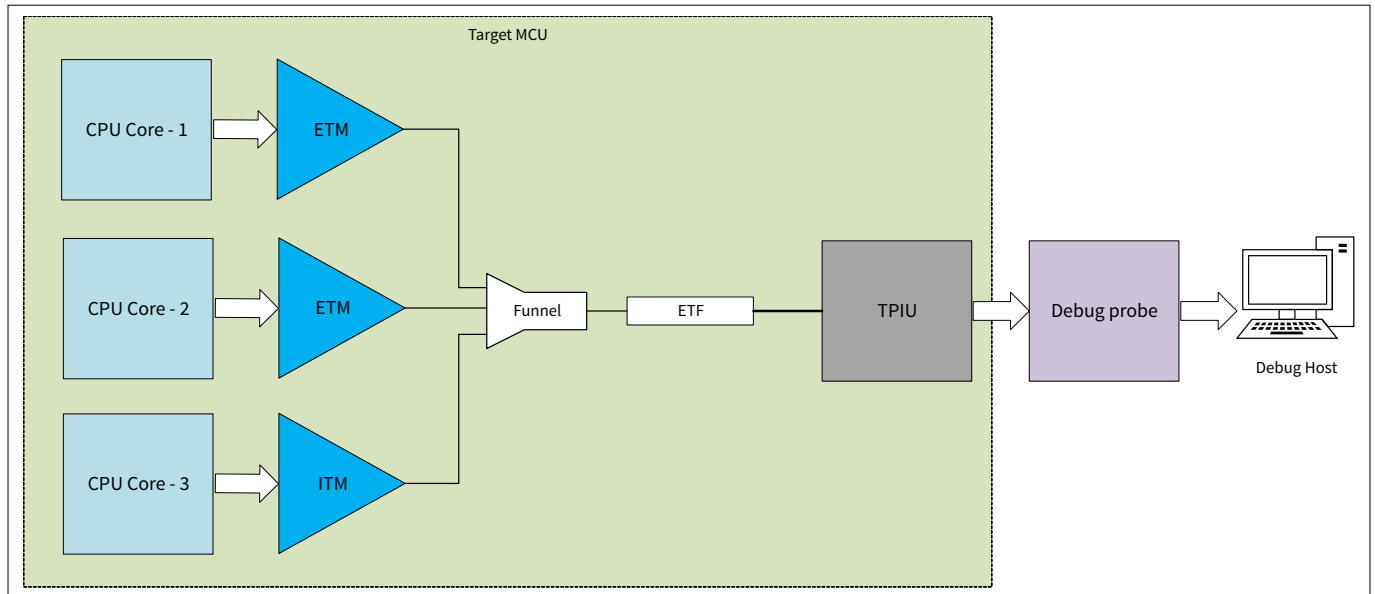 Target MCU
CPU Core - 1
ETM
CPU Core - 2
ETM
Funnel
ETF
TPIU
Debug probe
Debug Host
CPU Core - 3
ITM